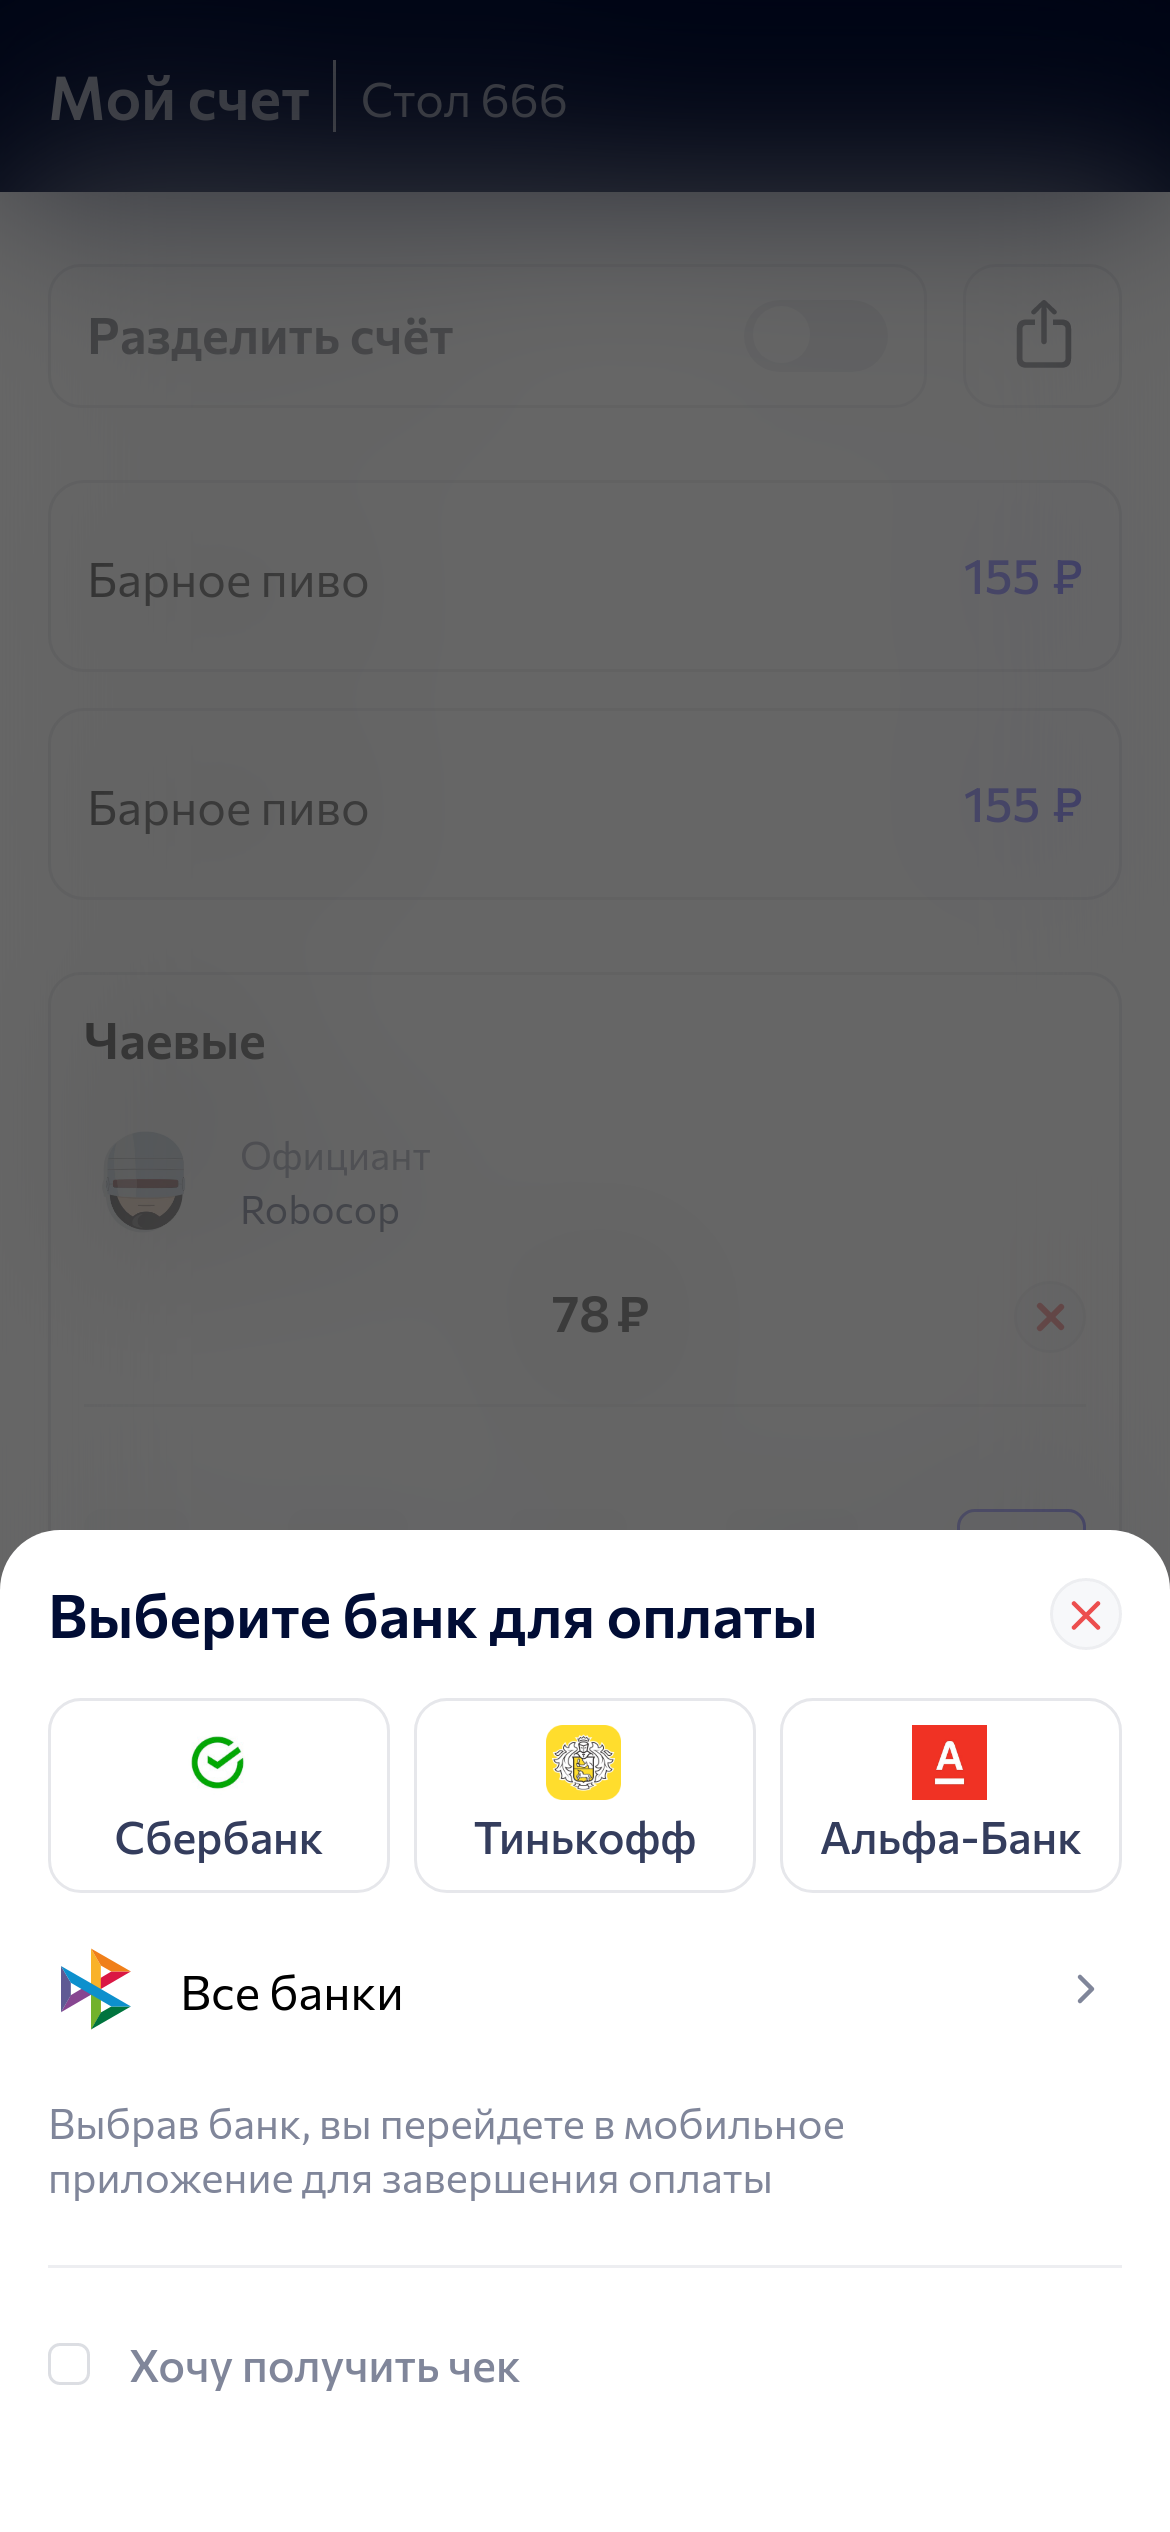 Мой счет
Стол 666
Разделить счёт
Барное пиво
155 ₽
Барное пиво
155 ₽
Чаевые
Официант
Robocop
78 ₽
Выберите банк для оплаты
Сбербанк
Тинькофф
А
Альфа-Банк
Все банки
Выбрав банк, вы перейдете в мобильное
приложение для завершения оплаты
Хочу получить чек